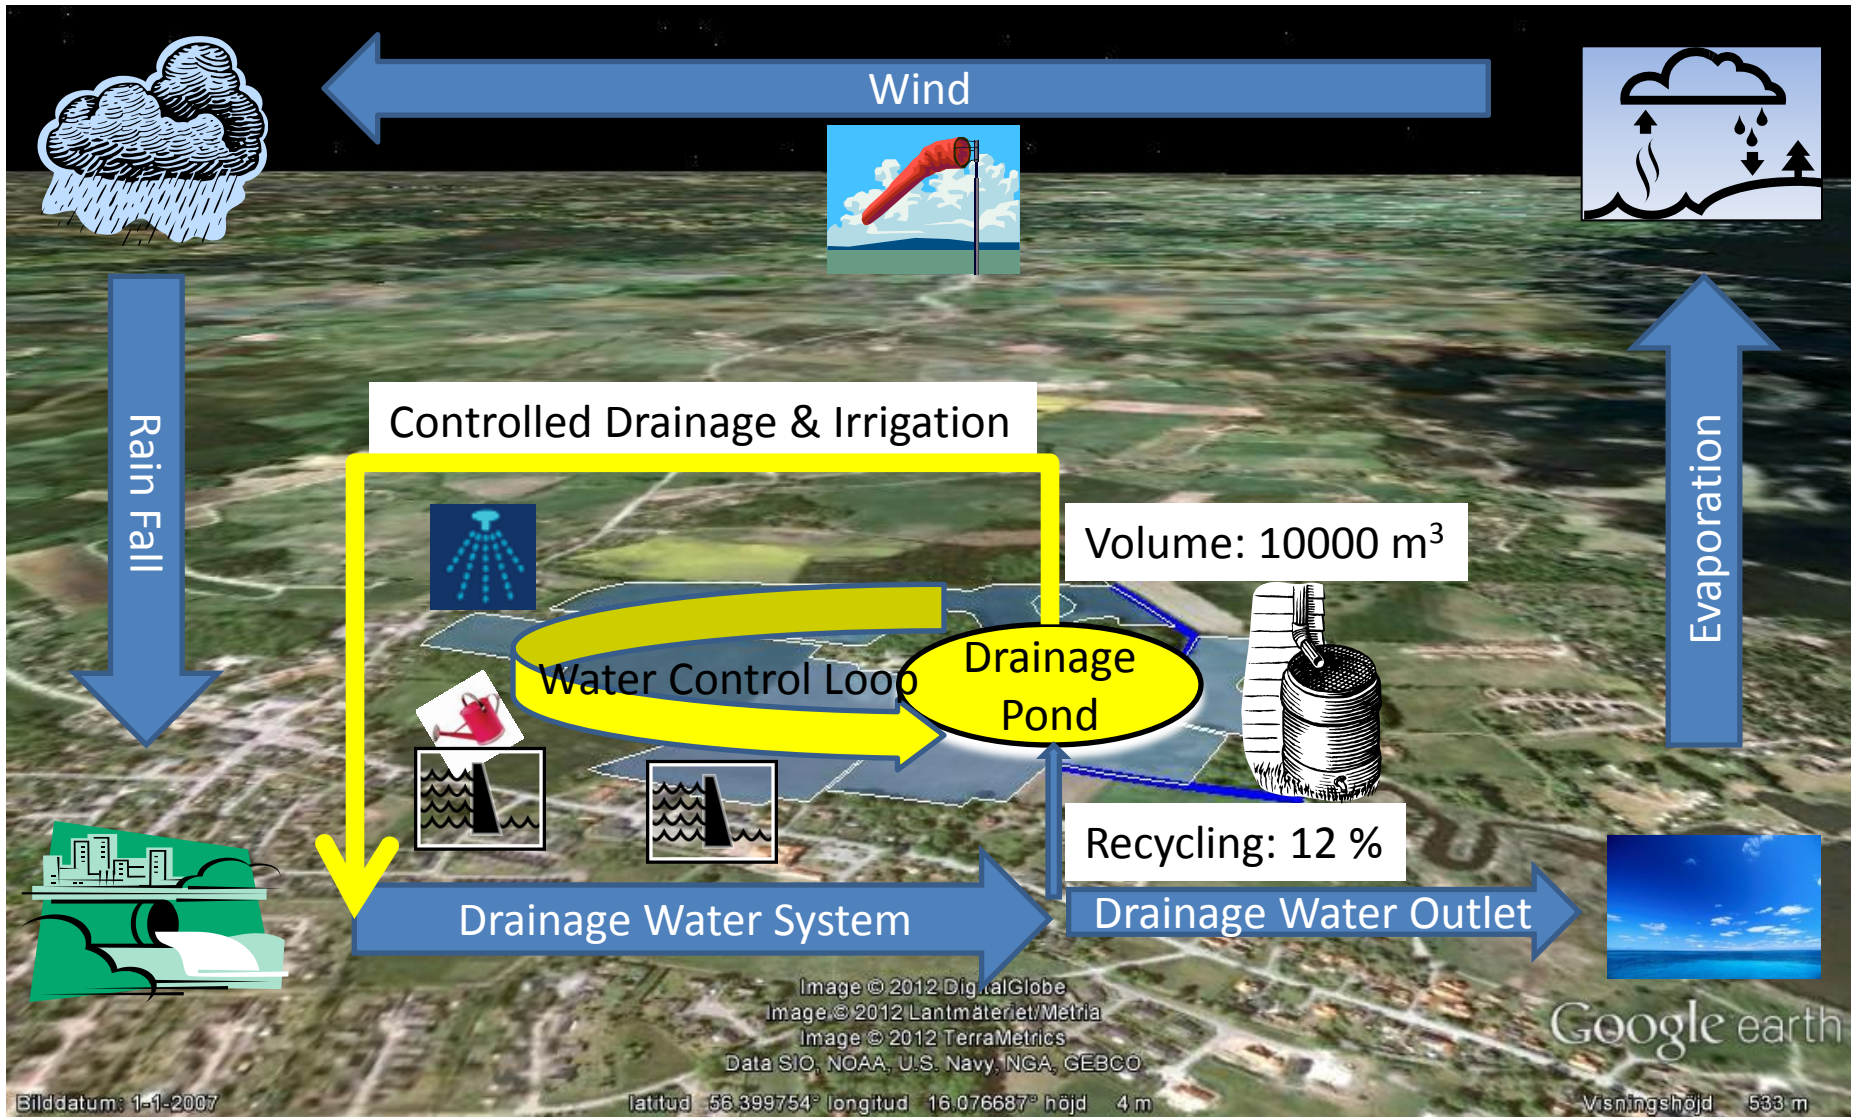 Wind
Rain Fall
Evaporation
Controlled Drainage & Irrigation
Volume: 10000 m³
Water Control Loop
Drainage
Pond
Recycling: 12 %
Drainage Water System
Drainage Water Outlet
Image © 2012 DigitalGlobe
Image © 2012 Lantmäteriet/Metria
Image © 2012 TerraMetrics
Data SIO, NOAA, U.S. Navy, NGA, GEBCO
Google earth
Bilddatum: 1-1-2007
latitud 56.399754° longitud 16.076687° höjd 4 m
Visningshöjd 533 m